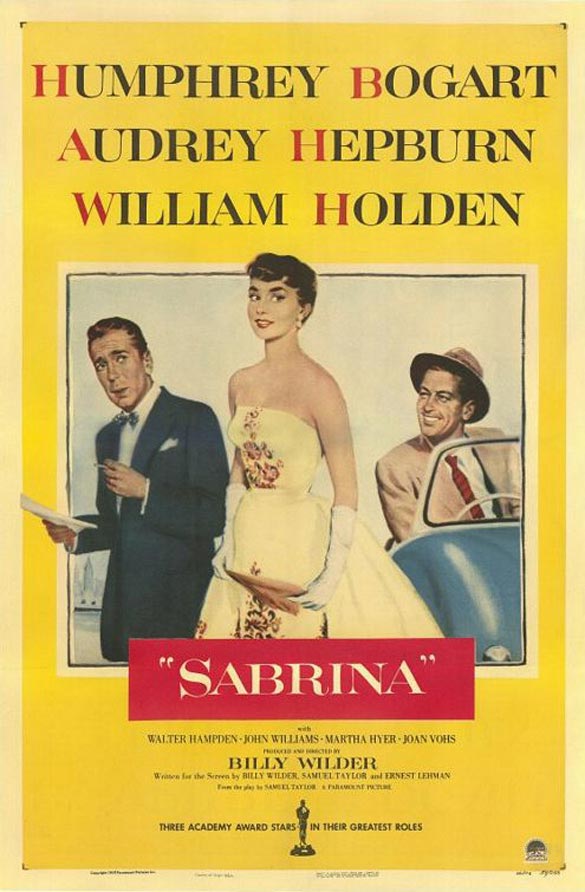 HUMPHREY BOGART
AUDREY HEPBURN
WILLIAM HOLDEN
"SABRINA"
with
WALTER HAMPDEN · JOHN WILLIAMS · MARTHA HYER · JOAN VOHS
PRODUCED AND DIRECTED BY
BILLY WILDER
Written for the Screen by BILLY WILDER, SAMUEL TAYLOR and ERNEST LEHMAN
From the play by SAMUEL TAYLOR A PARAMOUNT PICTURE
THREE ACADEMY AWARD STARS IN THEIR GREATEST ROLES